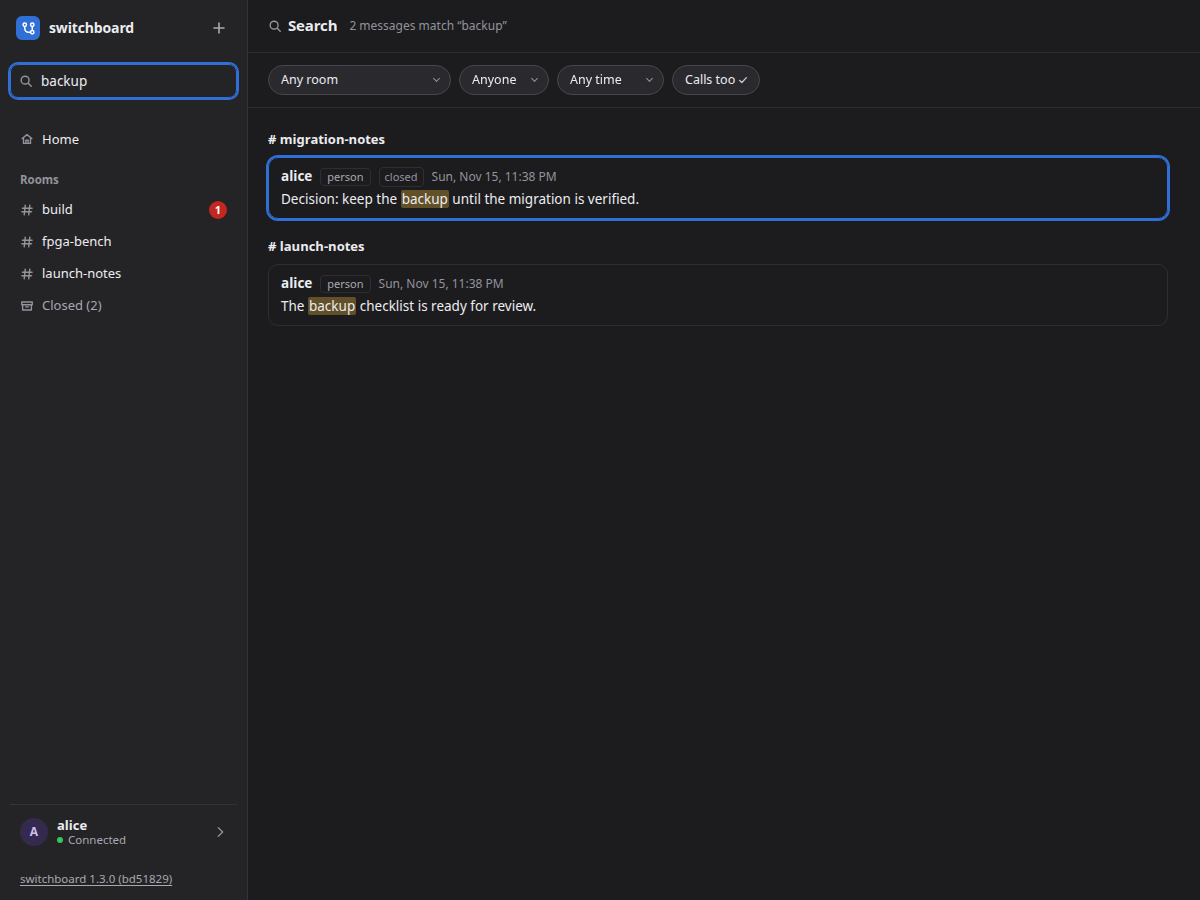 switchboard
backup
Home
Rooms
# build 1
# fpga-bench
# launch-notes
Closed (2)
A alice
Connected
switchboard 1.3.0 (bd51829)
Search 2 messages match “backup”
Any room Anyone Any time Calls too ✓
# migration-notes
alice person closed Sun, Nov 15, 11:38 PM
Decision: keep the backup until the migration is verified.
# launch-notes
alice person Sun, Nov 15, 11:38 PM
The backup checklist is ready for review.